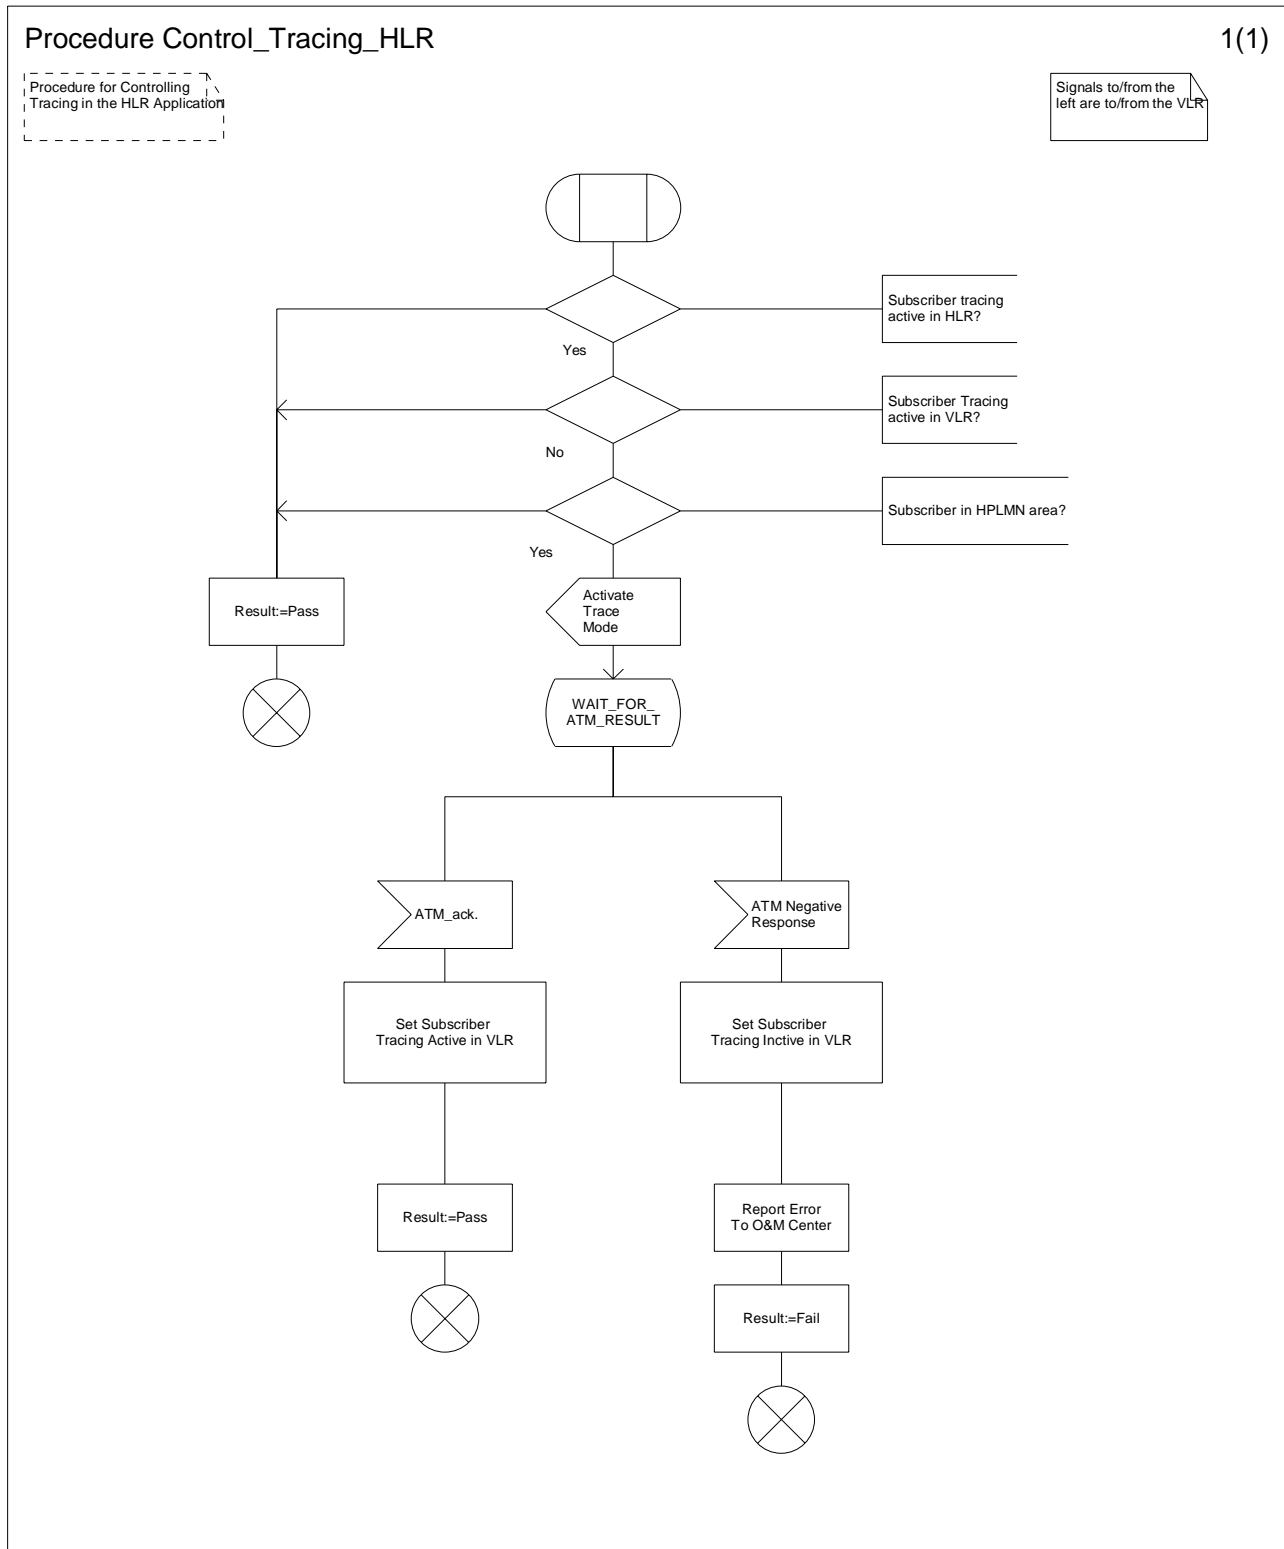 Procedure Control_Tracing_HLR
1(1)
Procedure for Controlling
Tracing in the HLR Application
Signals to/from the
left are to/from the VLR
Subscriber tracing
active in HLR?
Yes
Subscriber Tracing
active in VLR?
No
Subscriber in HPLMN area?
Yes
Result:=Pass
Activate
Trace
Mode
WAIT_FOR_
ATM_RESULT
ATM_ack.
ATM Negative
Response
Set Subscriber
Tracing Active in VLR
Set Subscriber
Tracing Inctive in VLR
Result:=Pass
Report Error
To O&M Center
Result:=Fail